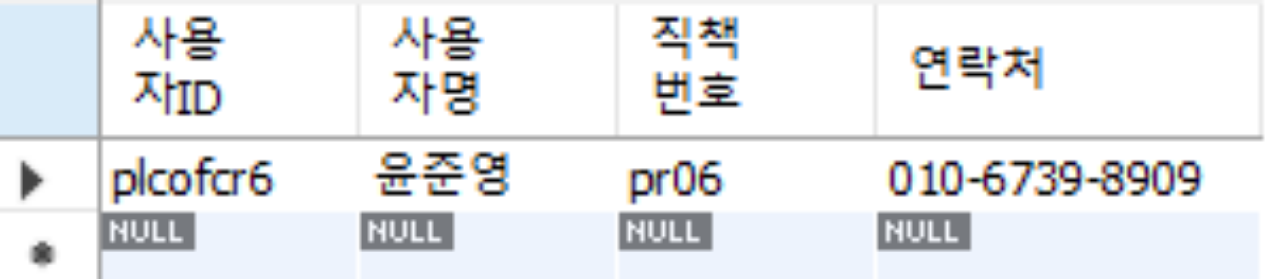 사용 사용 직책
자ID 자명 번호 연락처
plcofcr6 윤준영 pr06 010-6739-8909
NULL NULL NULL NULL